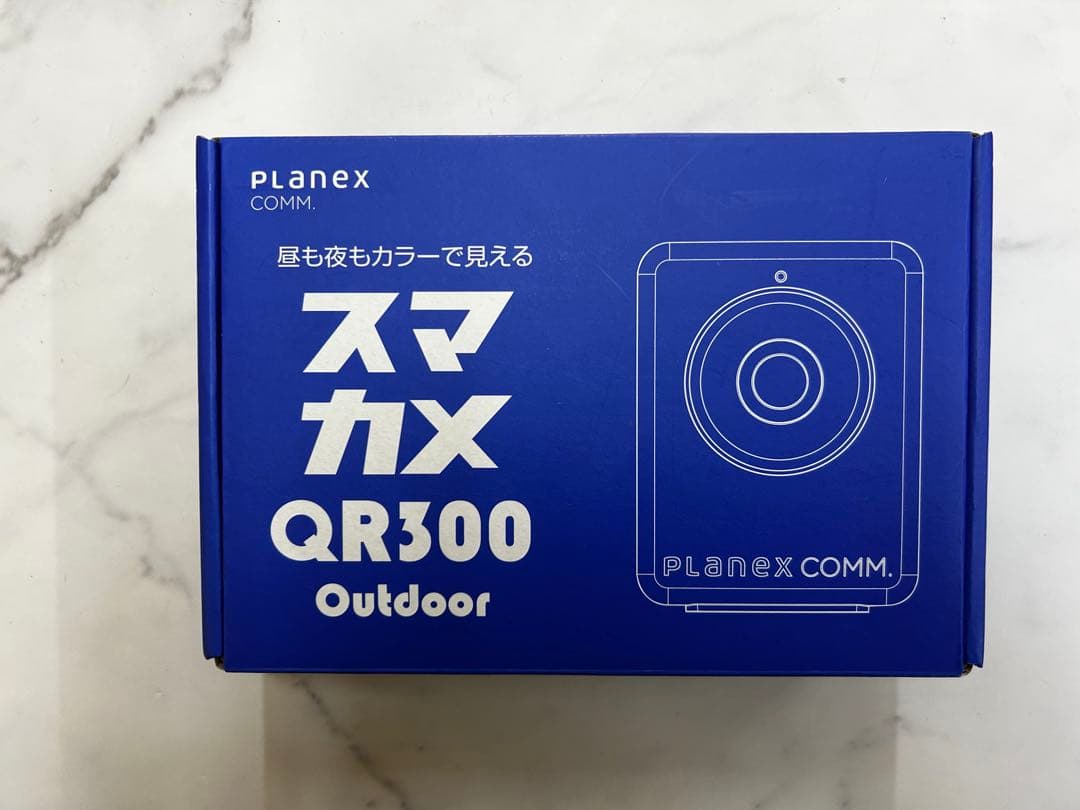 PLanex
COMM.
昼も夜もカラーで見える
スマ
カメ
QR300
Outdoor
PLanex COMM.